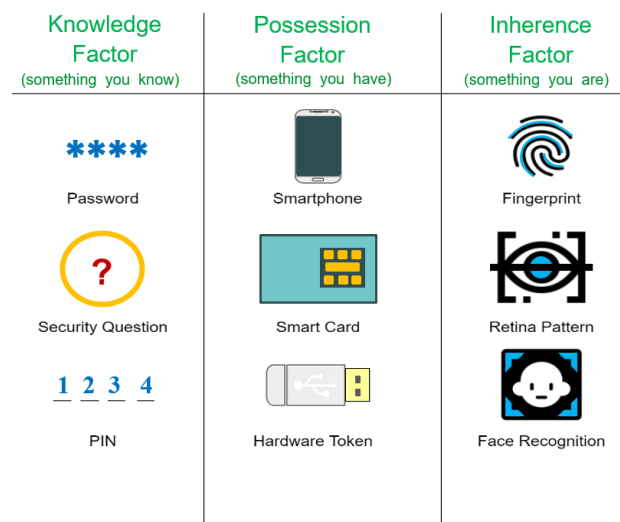 Knowledge
Factor
(something you know)
****
Password
?
Security Question
1 2 3 4
PIN
Possession
Factor
(something you have)
Smartphone
Smart Card
Hardware Token
Inherence
Factor
(something you are)
Fingerprint
Retina Pattern
Face Recognition